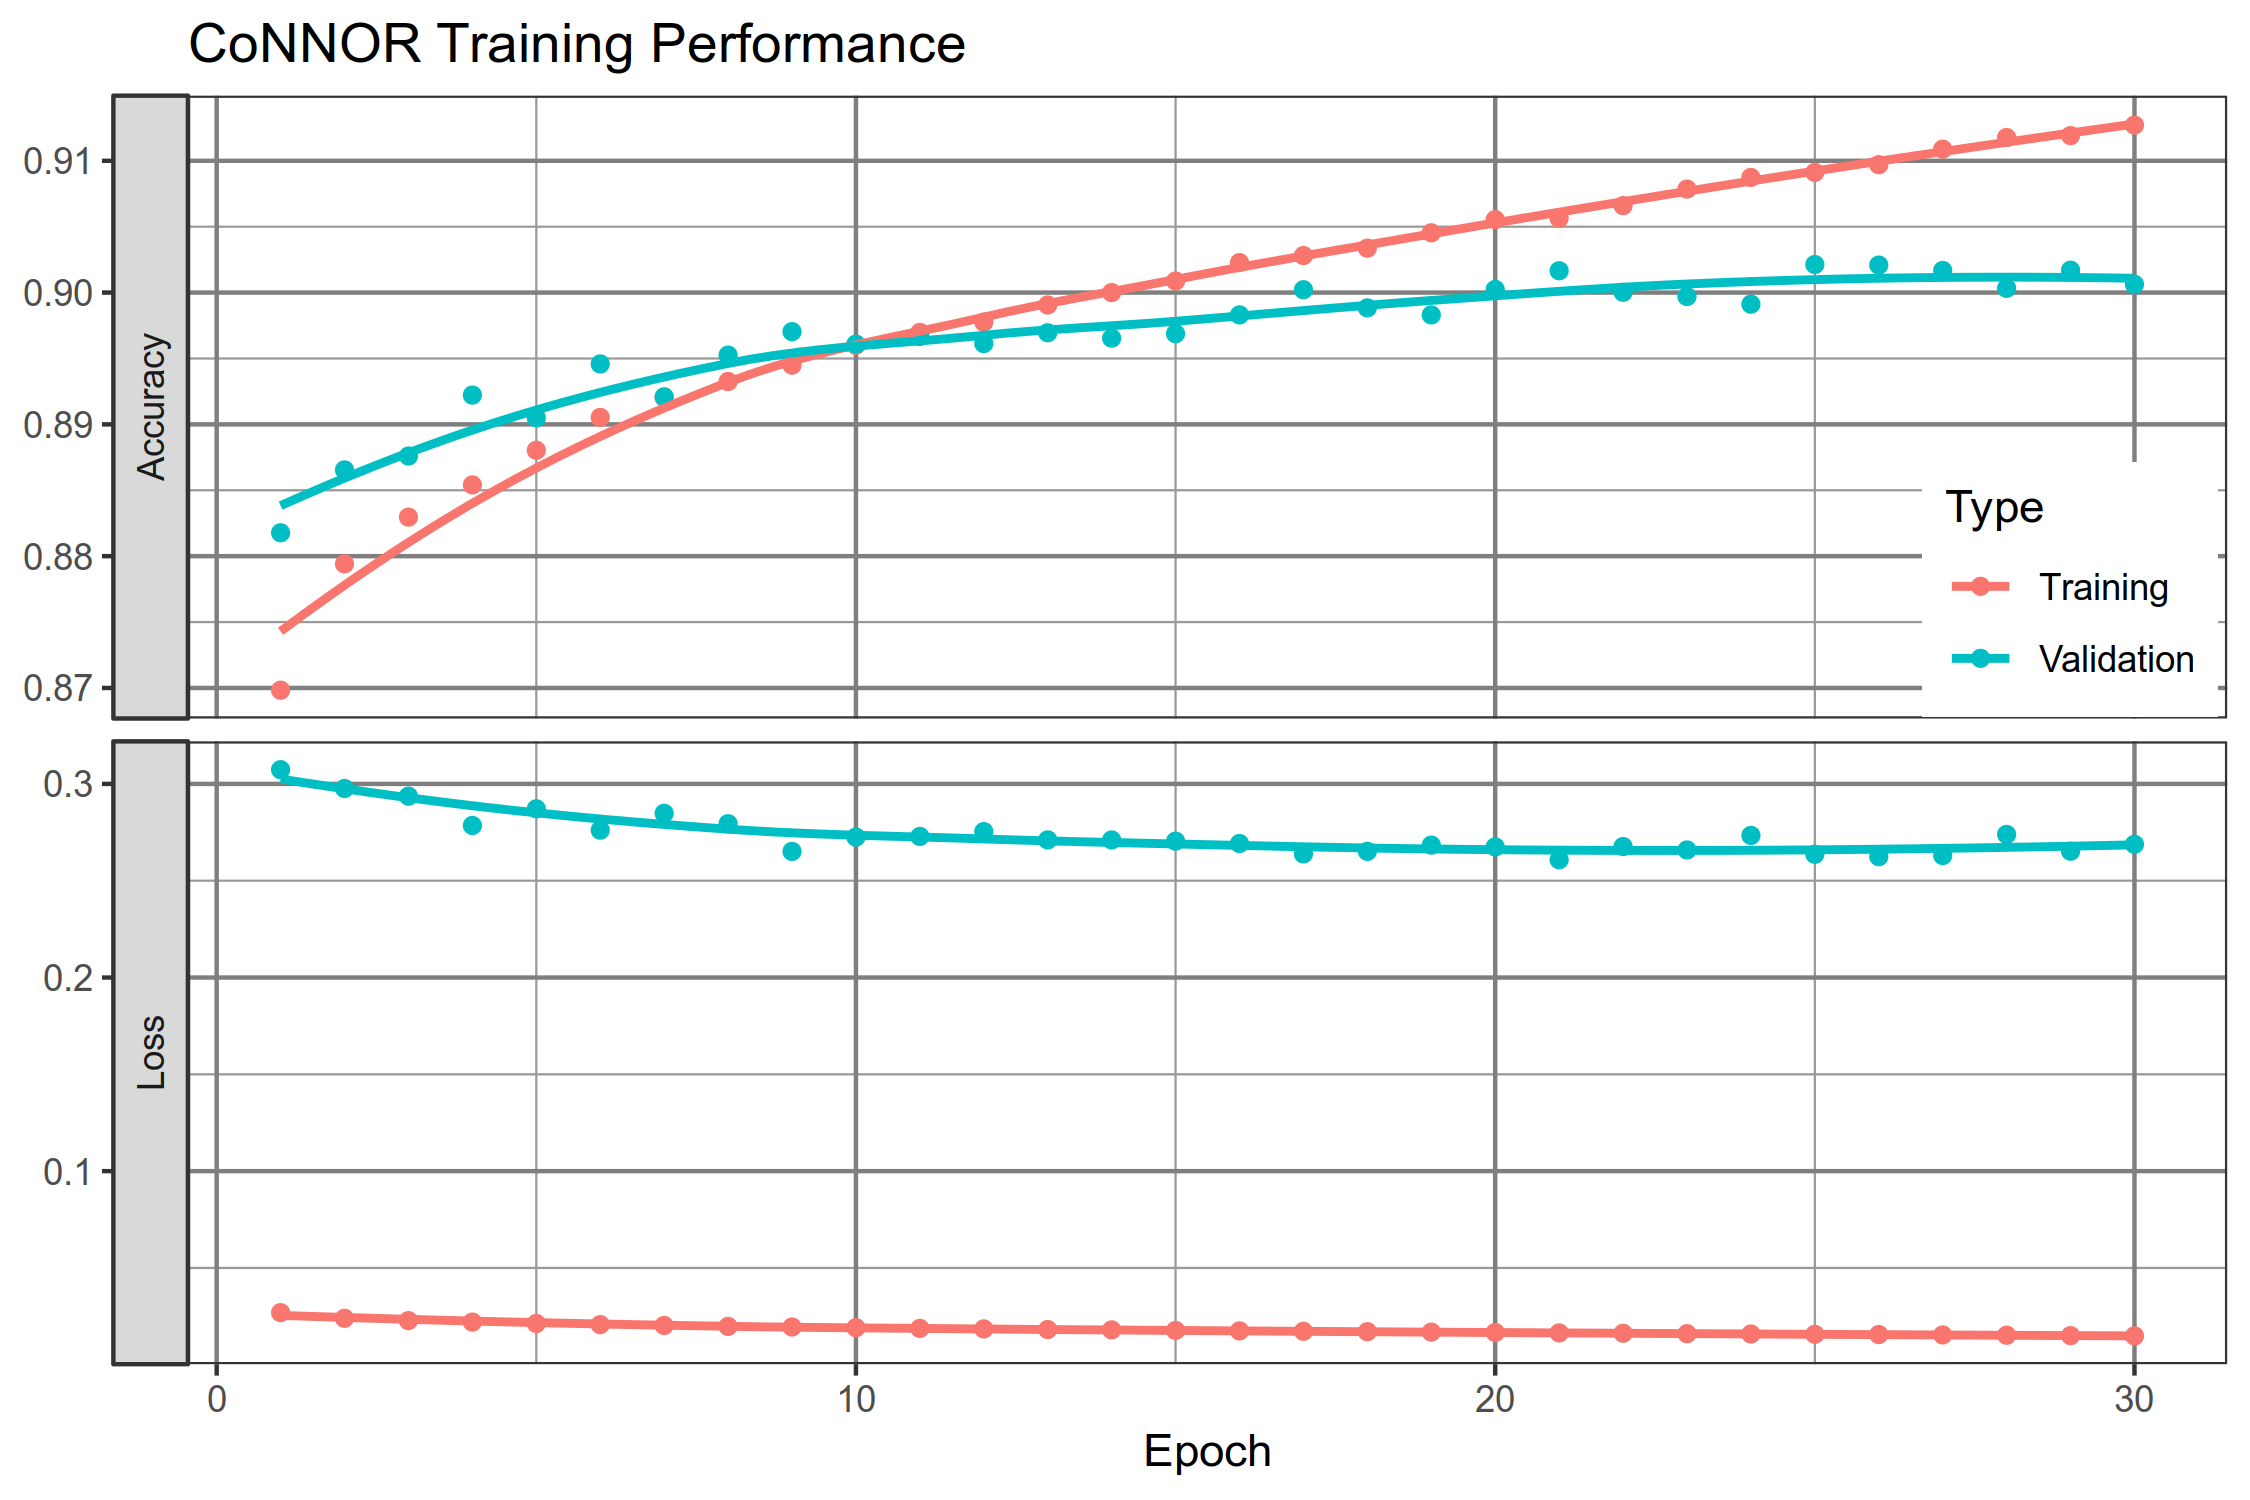 CoNNOR Training Performance
0.91
0.90
0.89
0.88
0.87
Accuracy
Type
Training
Validation
0.3
0.2
0.1
Loss
0 10 20 30
Epoch